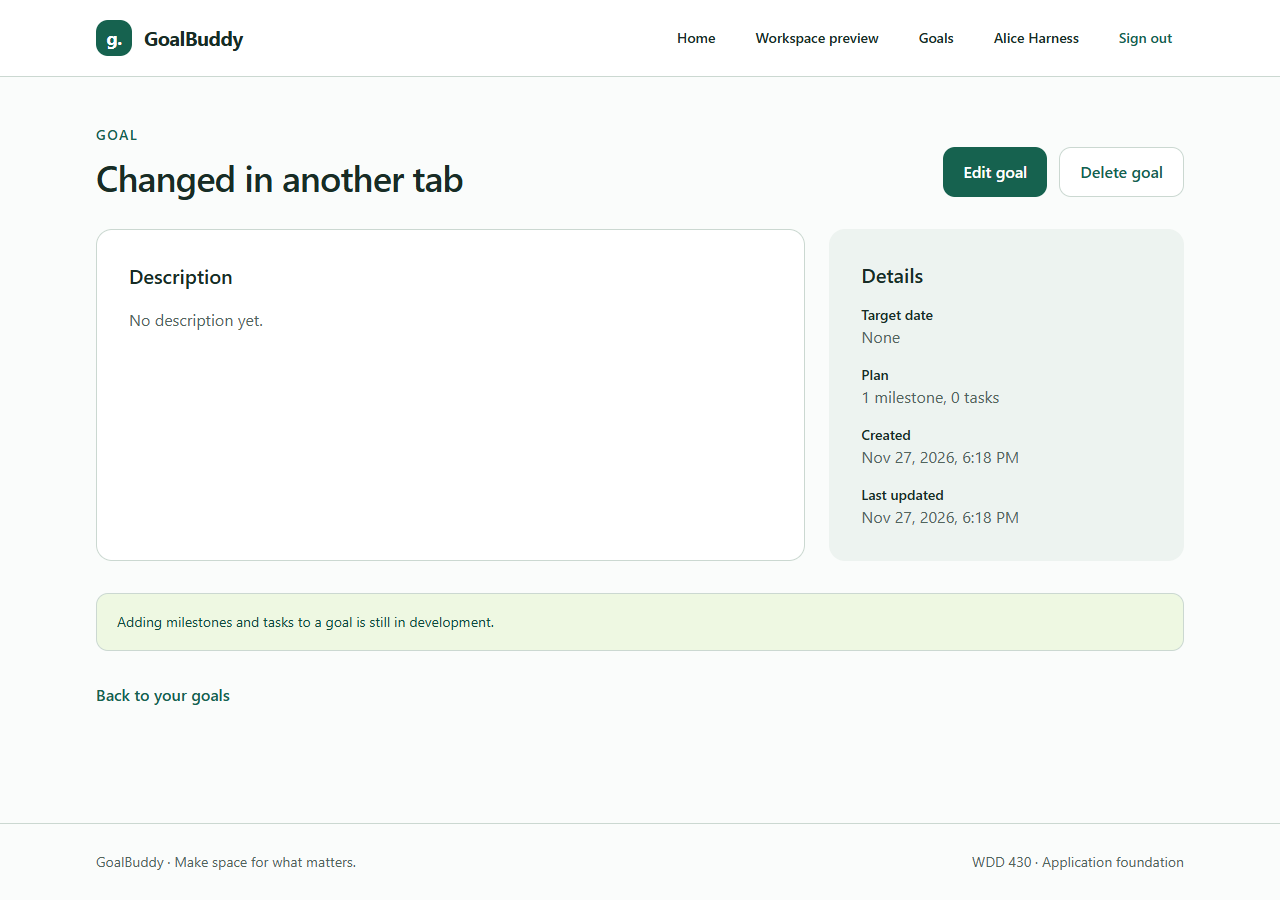 g. GoalBuddy
Home Workspace preview Goals Alice Harness Sign out
GOAL
Changed in another tab
Edit goal Delete goal
Description
No description yet.
Details
Target date
None
Plan
1 milestone, 0 tasks
Created
Nov 27, 2026, 6:18 PM
Last updated
Nov 27, 2026, 6:18 PM
Adding milestones and tasks to a goal is still in development.
Back to your goals
GoalBuddy · Make space for what matters.
WDD 430 · Application foundation